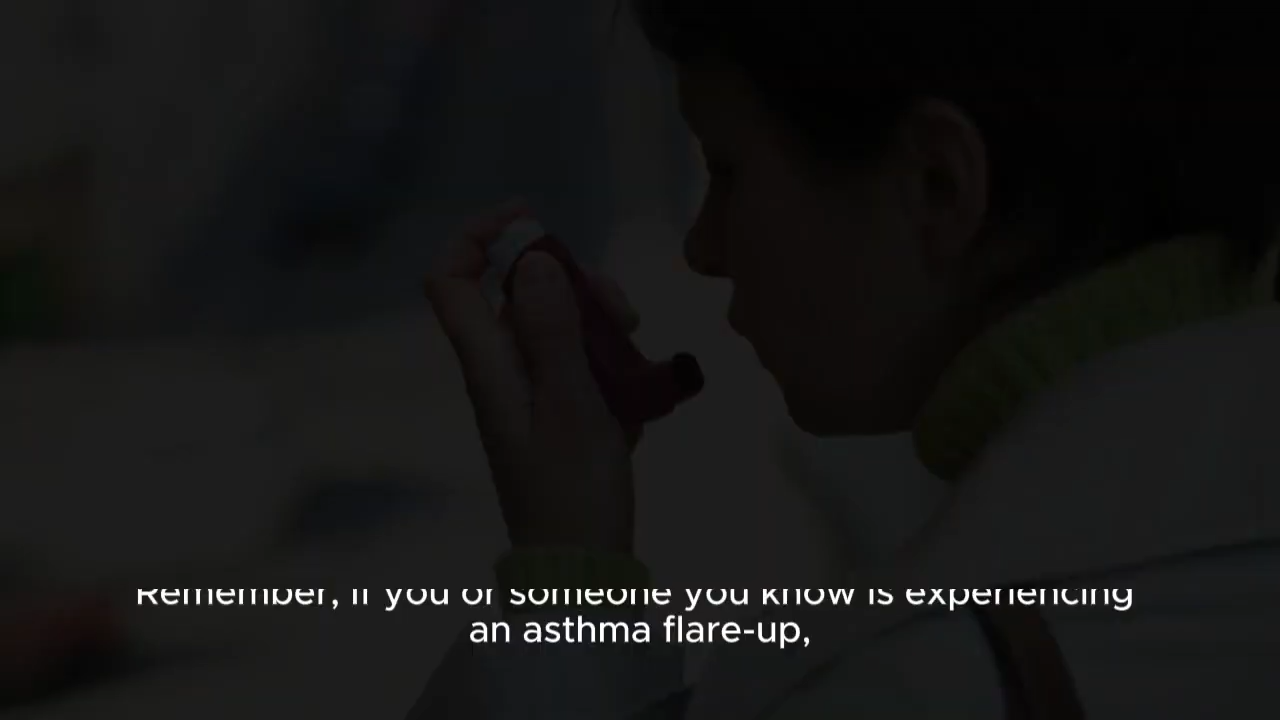 Remember, if you or someone you know is experiencing
an asthma flare-up,